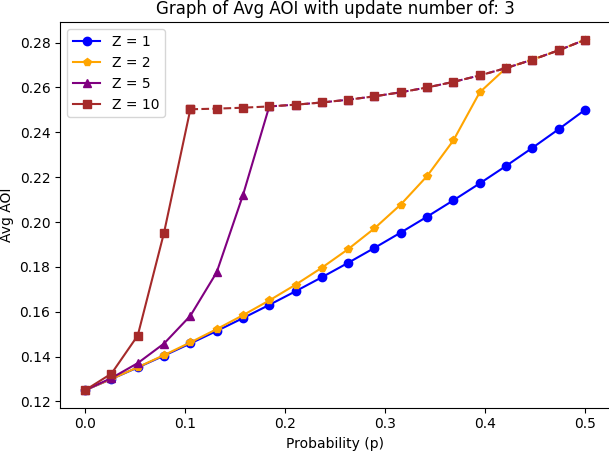 Graph of Avg AOI with update number of: 3
Z = 1
Z = 2
Z = 5
Z = 10
Avg AOI
0.28
0.26
0.24
0.22
0.20
0.18
0.16
0.14
0.12
0.0 0.1 0.2 0.3 0.4 0.5
Probability (p)